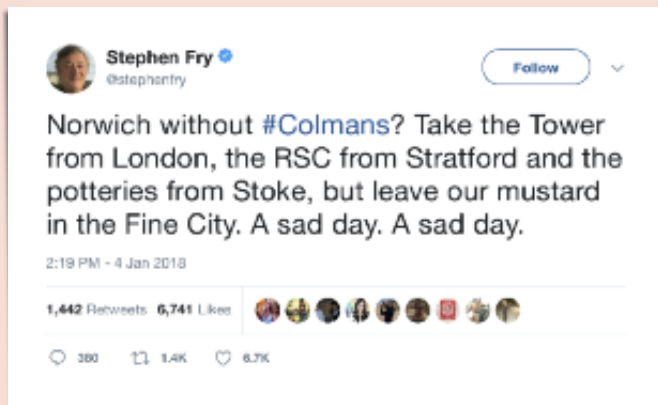 Stephen Fry
@stephenfry
Follow
Norwich without #Colmans? Take the Tower
from London, the RSC from Stratford and the
potteries from Stoke, but leave our mustard
in the Fine City. A sad day. A sad day.
2:19 PM - 4 Jan 2018
1,442 Retweets 6,741 Likes
380 1.4K 6.7K